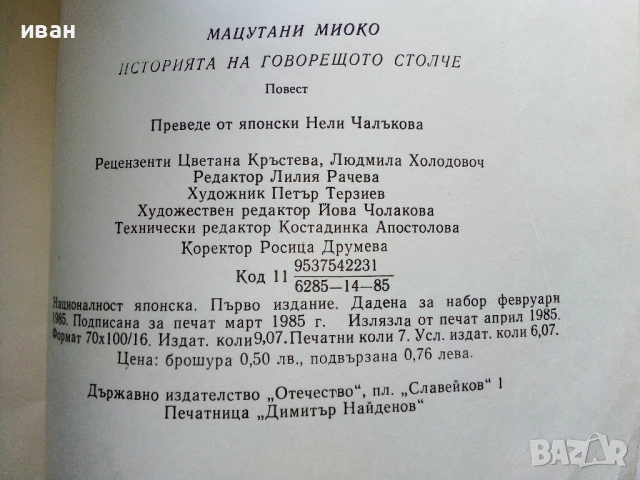 иван
МАЦУТАНИ МИОКО
ИСТОРИЯТА НА ГОВОРЕЩОТО СТОЛЧЕ
Повест
Преведе от японски Нели Чалъкова
Рецензенти Цветана Кръстева, Людмила Холодовоч
Редактор Лилия Рачева
Художник Петър Терзиев
Художествен редактор Йова Чолакова
Технически редактор Костадинка Апостолова
Коректор Росица Друмева
Код 11 9537542231
6285—14—85
Националност японска. Първо издание. Дадена за набор февруари
1985. Подписана за печат март 1985 г. Излязла от печат април 1985.
Формат 70х100/16. Издат. коли 9,07. Печатни коли 7. Усл. издат. коли 6,07.
Цена: брошура 0,50 лв., подвързана 0,76 лева.
Държавно издателство „Отечество“, пл. „Славейков“ 1
Печатница „Димитър Найденов“
BAZAR